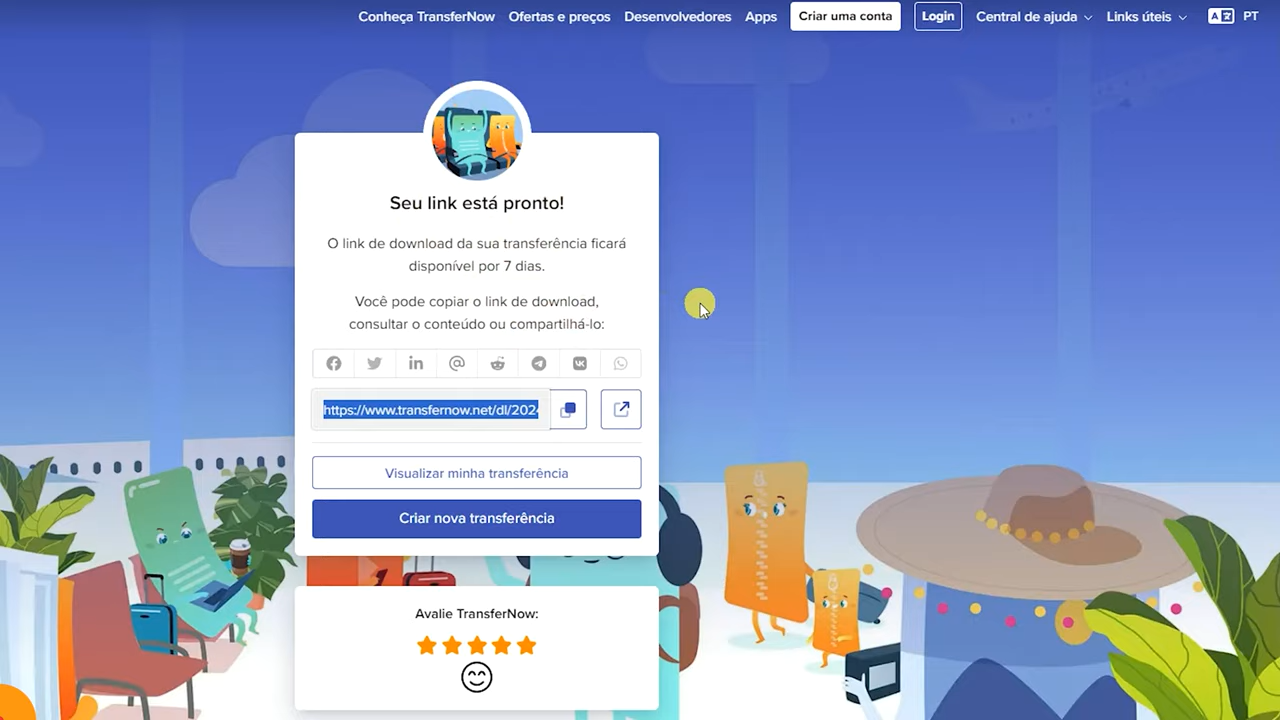 Conheça TransferNow Ofertas e preços Desenvolvedores Apps Criar uma conta Login Central de ajuda Links úteis PT
Seu link está pronto!
O link de download da sua transferência ficará
disponível por 7 dias.
Você pode copiar o link de download,
consultar o conteúdo ou compartilhá-lo:
https://www.transfernow.net/dl/2024
Visualizar minha transferência
Criar nova transferência
Avalie TransferNow: